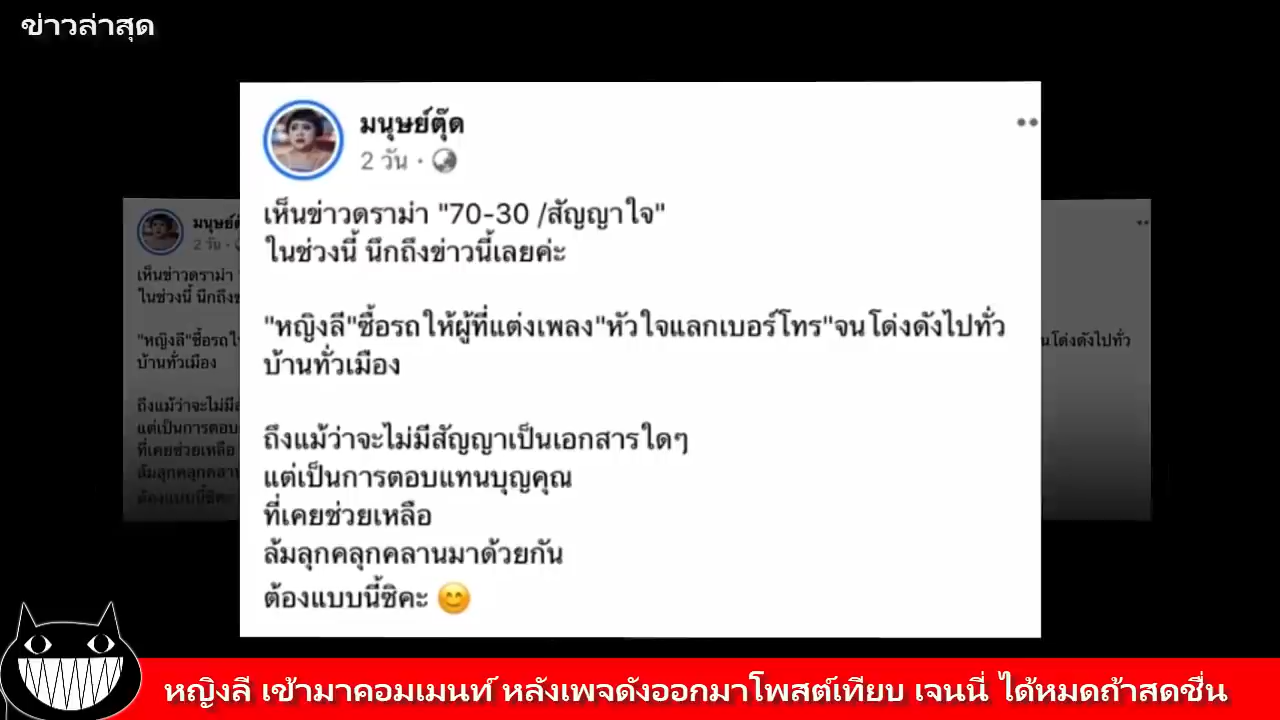 ข่าวล่าสุด
มนุษย์ตุ๊ด
2 วัน ·
เห็นข่าวดราม่า "70-30 /สัญญาใจ"
ในช่วงนี้ นึกถึงข่าวนี้เลยค่ะ
"หญิงลี"ซื้อรถให้ผู้ที่แต่งเพลง"หัวใจแลกเบอร์โทร"จนโด่งดังไปทั่ว
บ้านทั่วเมือง
ถึงแม้ว่าจะไม่มีสัญญาเป็นเอกสารใดๆ
แต่เป็นการตอบแทนบุญคุณ
ที่เคยช่วยเหลือ
ล้มลุกคลุกคลานมาด้วยกัน
ต้องแบบนี้ซิคะ 😊
หญิงลี เข้ามาคอมเมนท์ หลังเพจดังออกมาโพสต์เทียบ เจนนี่ ได้หมดถ้าสดชื่น